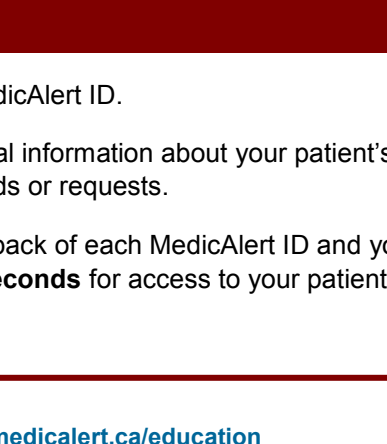 dicAlert ID.
al information about your patient's
ds or requests.
back of each MedicAlert ID and yo
econds for access to your patient
medicalert.ca/education